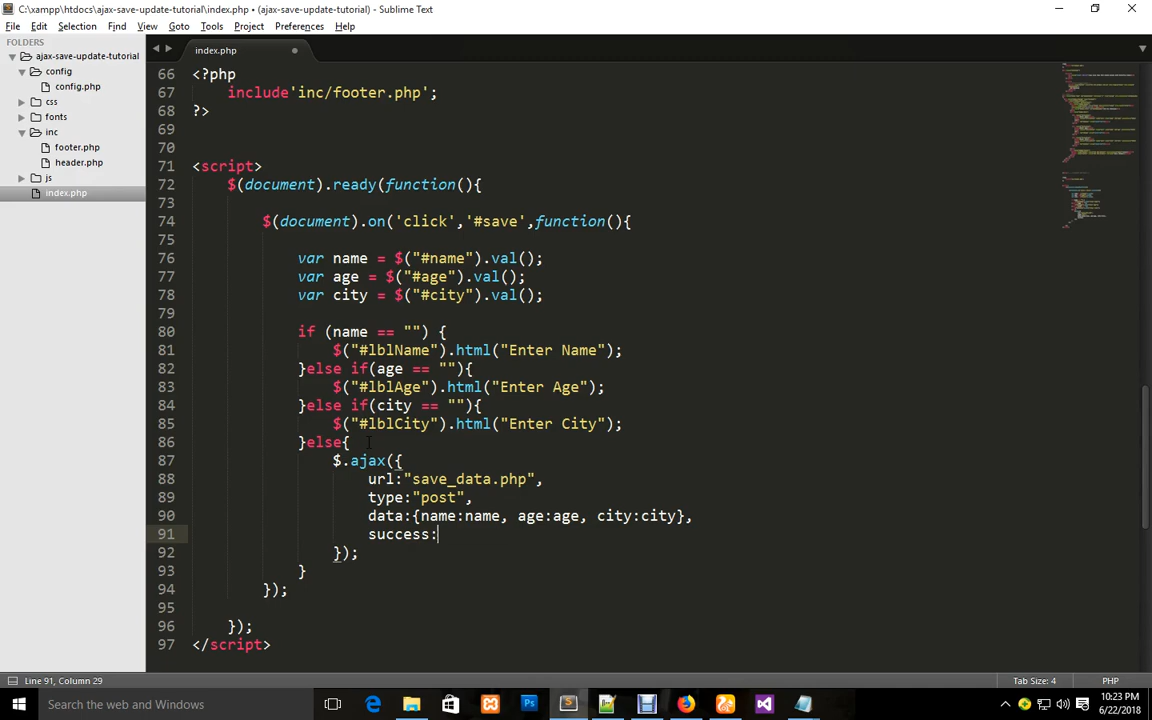 C:\xampp\htdocs\ajax-save-update-tutorial\index.php • (ajax-save-update-tutorial) - Sublime Text
File Edit Selection Find View Goto Tools Project Preferences Help
FOLDERS
ajax-save-update-tutorial
config
config.php
css
fonts
inc
footer.php
header.php
js
index.php
index.php
66 <?php
67 include'inc/footer.php';
68 ?>
69
70
71 <script>
72 $(document).ready(function(){
73
74 $(document).on('click','#save',function(){
75
76 var name = $("#name").val();
77 var age = $("#age").val();
78 var city = $("#city").val();
79
80 if (name == "") {
81 $("#lblName").html("Enter Name");
82 }else if(age == ""){
83 $("#lblAge").html("Enter Age");
84 }else if(city == ""){
85 $("#lblCity").html("Enter City");
86 }else{
87 $.ajax({
88 url:"save_data.php",
89 type:"post",
90 data:{name:name, age:age, city:city},
91 success:
92 });
93 }
94 });
95
96 });
97 </script>
Line 91, Column 29 Tab Size: 4 PHP
Search the web and Windows
10:23 PM
6/22/2018